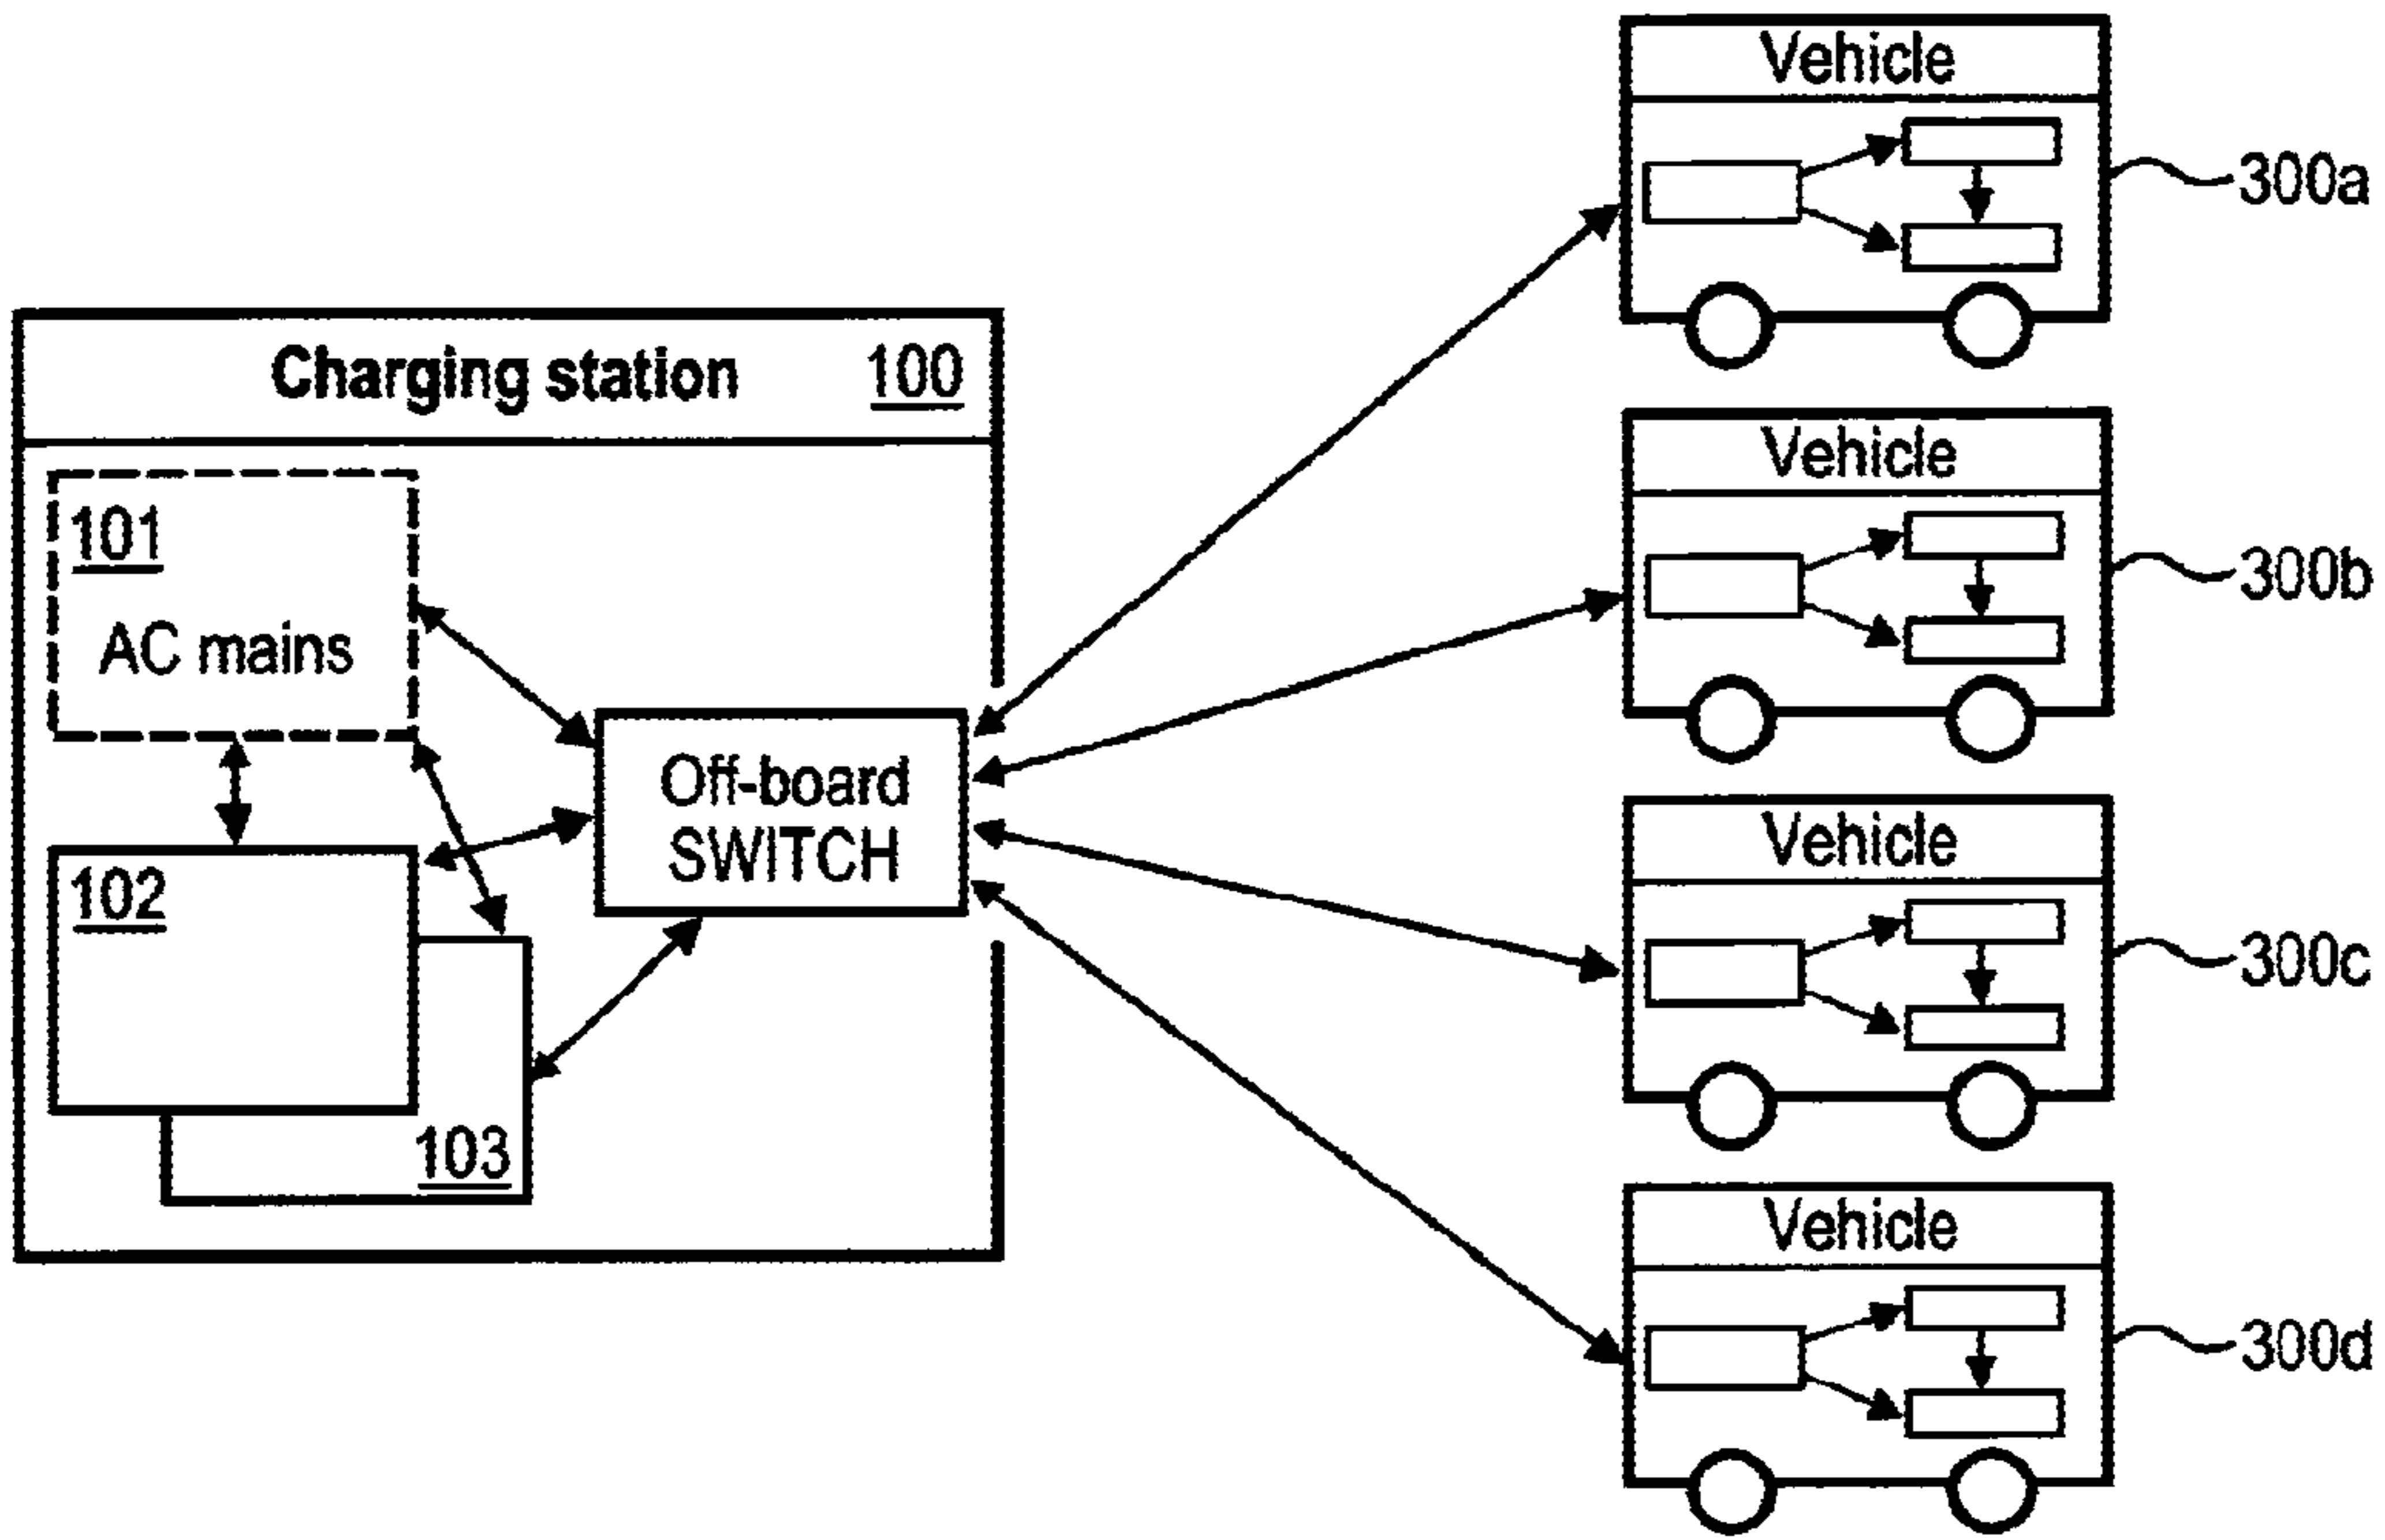 Charging station 100
101
AC mains
Off-board
SWITCH
102
103
Vehicle
300a
Vehicle
300b
Vehicle
300c
Vehicle
300d